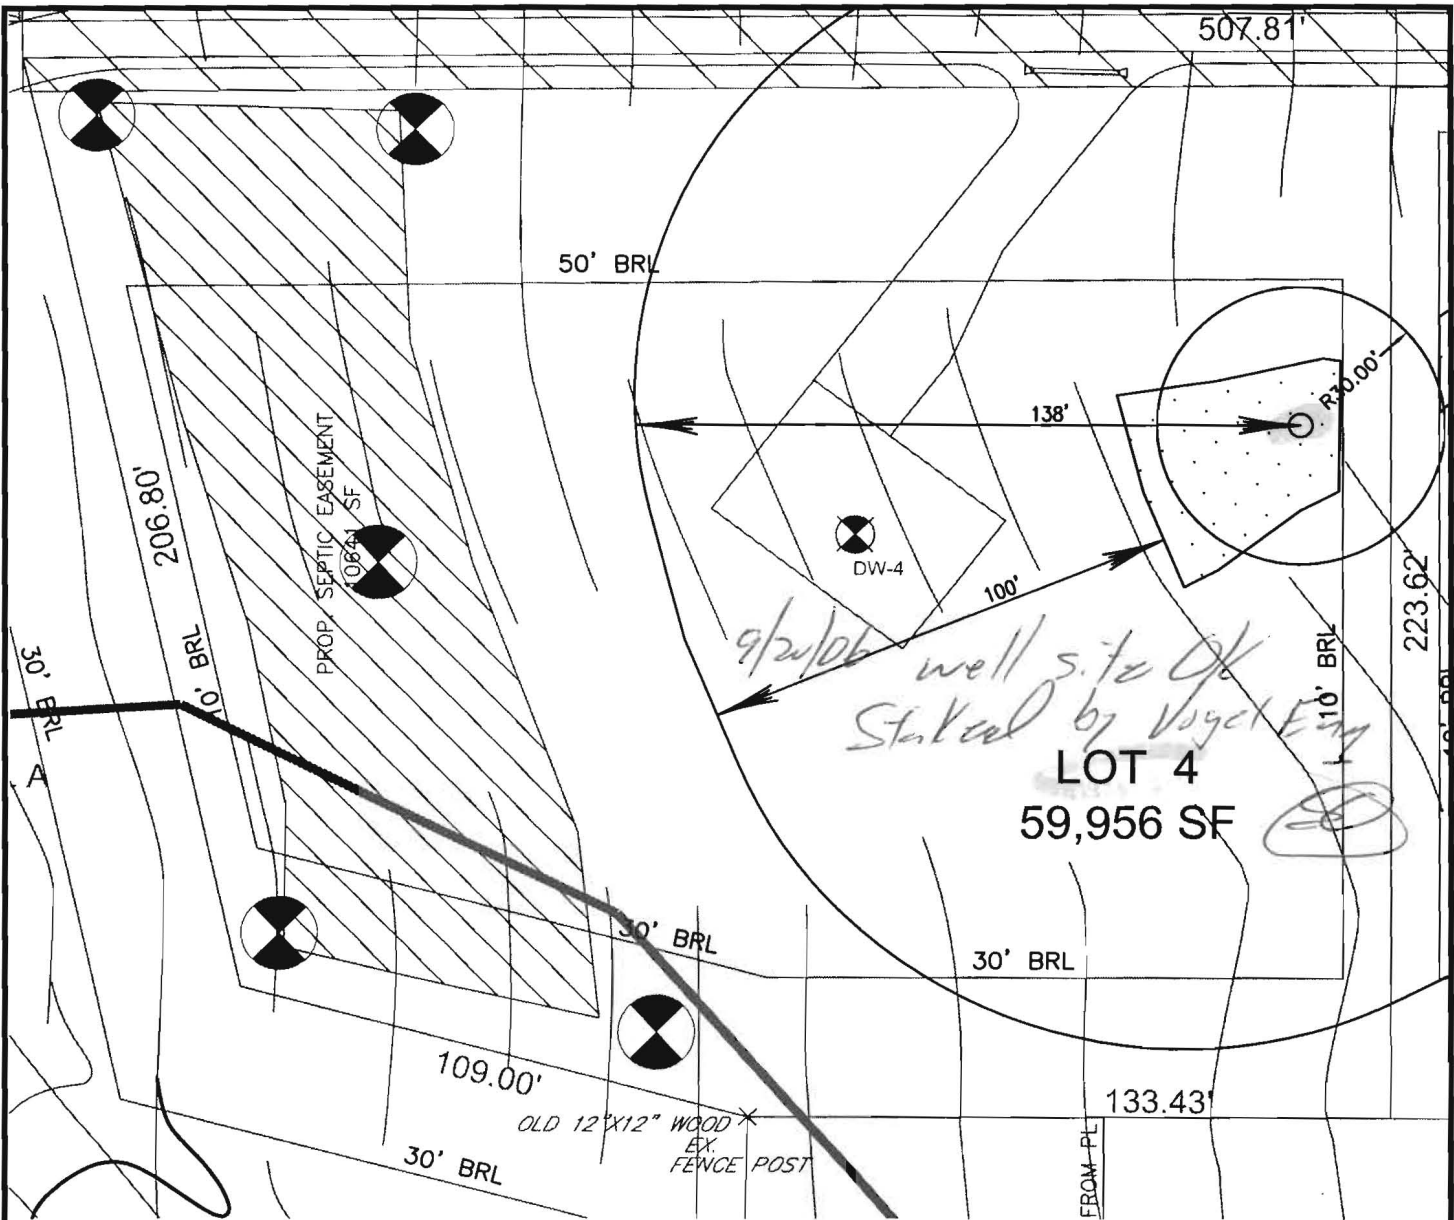 507.81'
50' BRL
R30.00'
138'
206.80'
PROP. SEPTIC EASEMENT
10641 SF
DW-4
100'
223.62'
30' BRL
10' BRL
9/20/06 well site OK
Staked by Vogel Eng
10' BRL
A
LOT 4
59,956 SF
30' BRL
30' BRL
109.00'
133.43'
OLD 12"X12" WOOD
EX.
FENCE POST
30' BRL
FROM PL